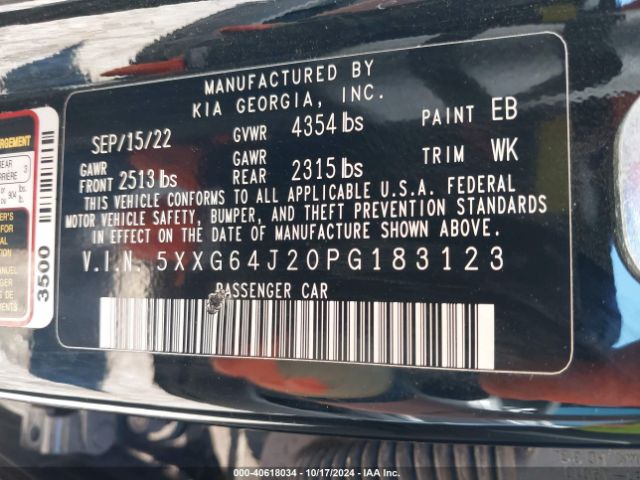 MANUFACTURED BY
KIA GEORGIA, INC.
SEP/15/22 GVWR 4354 lbs PAINT EB
GAWR FRONT 2513 lbs GAWR REAR 2315 lbs TRIM WK
THIS VEHICLE CONFORMS TO ALL APPLICABLE U.S.A. FEDERAL
MOTOR VEHICLE SAFETY, BUMPER, AND THEFT PREVENTION STANDARDS
IN EFFECT ON THE DATE OF MANUFACTURE SHOWN ABOVE.
V.I.N. 5XXG64J20PG183123
PASSENGER CAR
3500
000-40618034 | 10/17/2024 | IAA Inc.